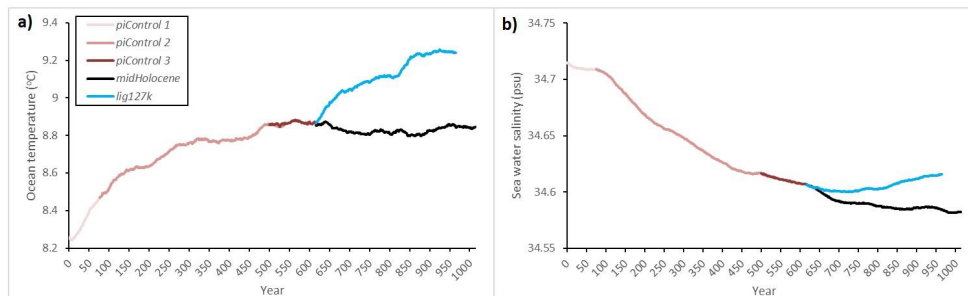 a)
piControl 1
piControl 2
piControl 3
midHolocene
lig127k
Ocean temperature (°C)
9.4
9.2
9
8.8
8.6
8.4
8.2
0 50 100 150 200 250 300 350 400 450 500 550 600 650 700 750 800 850 900 950 1000
Year
b)
Sea water salinity (psu)
34.75
34.7
34.65
34.6
34.55
0 50 100 150 200 250 300 350 400 450 500 550 600 650 700 750 800 850 900 950 1000
Year